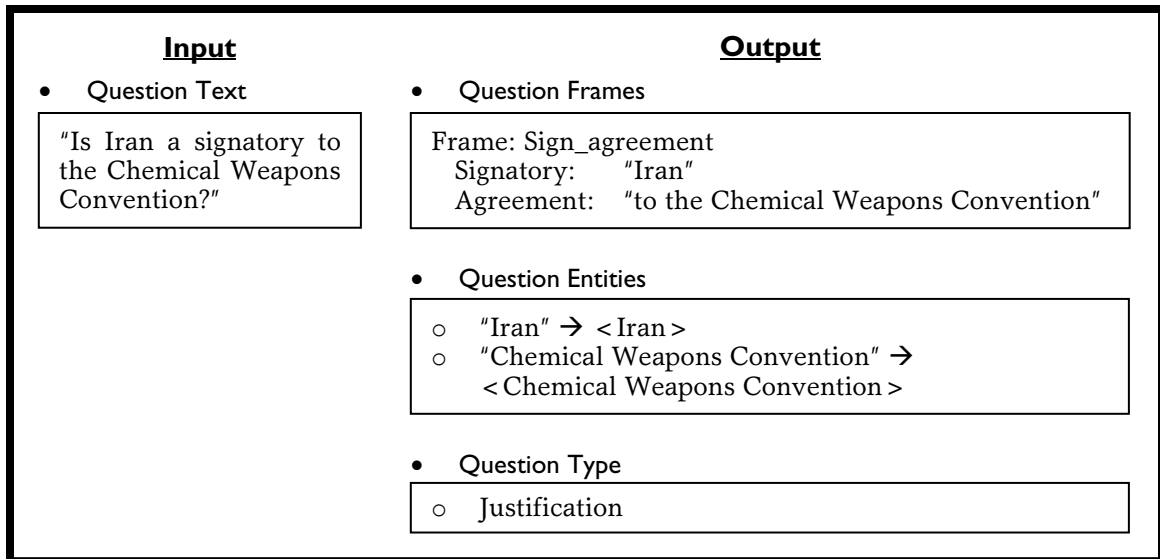 Input
• Question Text
"Is Iran a signatory to
the Chemical Weapons
Convention?"
Output
• Question Frames
Frame: Sign_agreement
Signatory: "Iran"
Agreement: "to the Chemical Weapons Convention"
• Question Entities
o "Iran" → <Iran>
o "Chemical Weapons Convention" →
<Chemical Weapons Convention>
• Question Type
o Justification